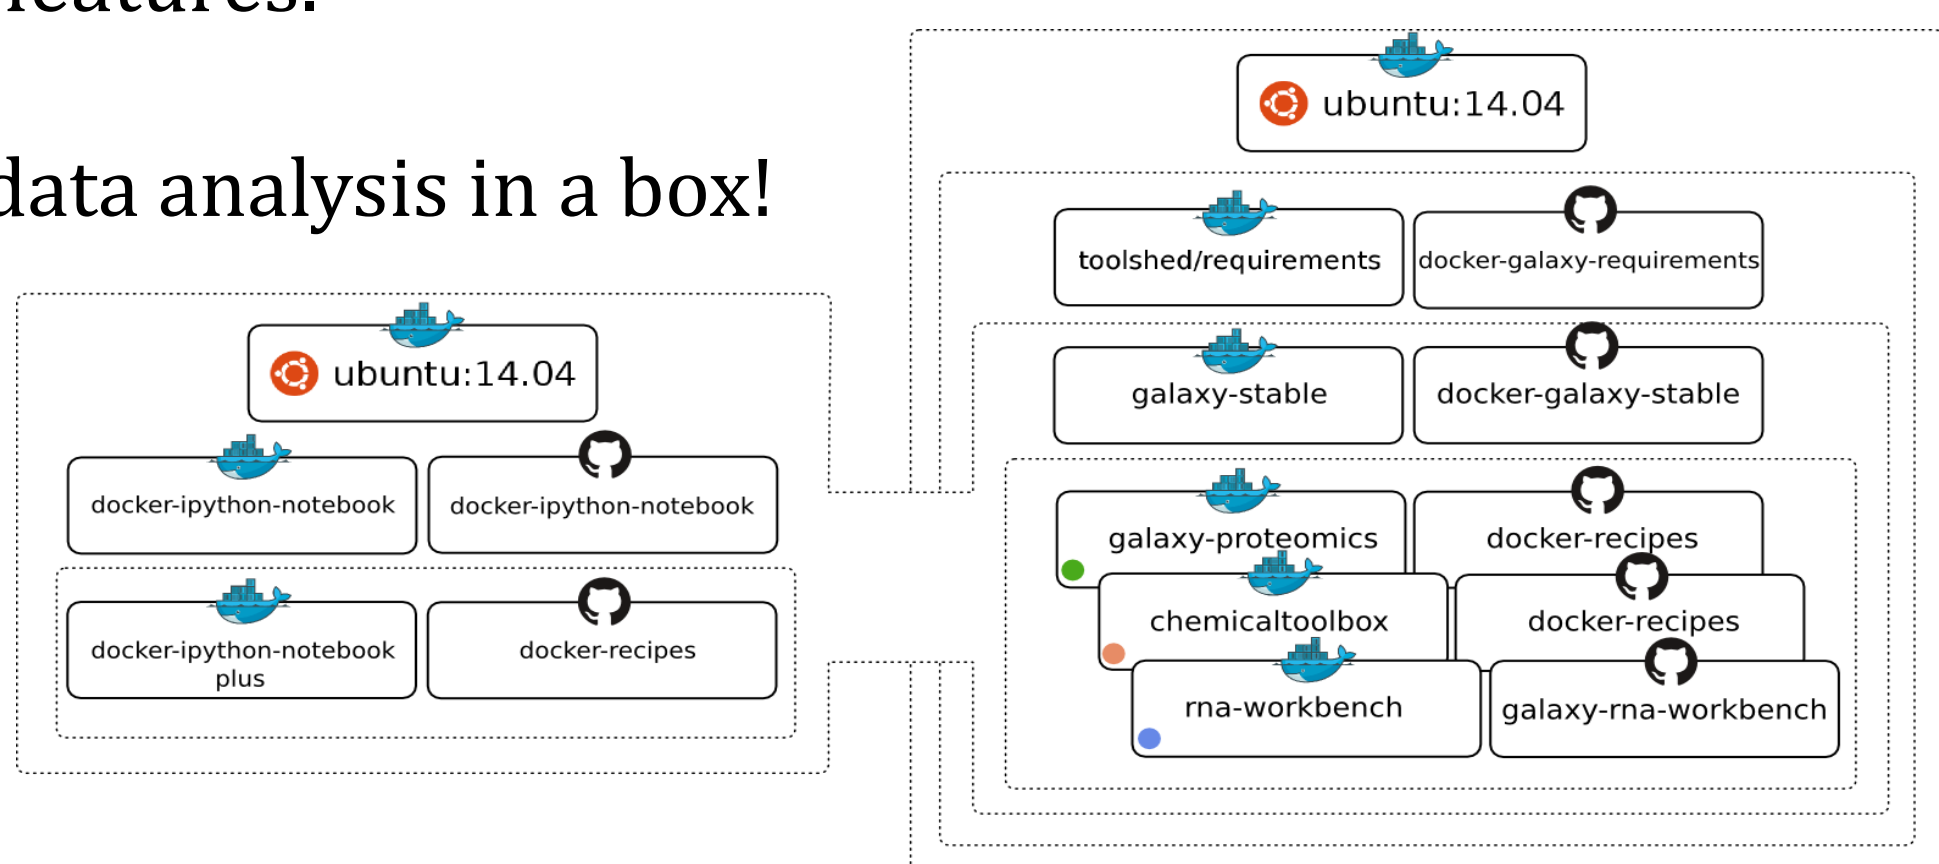 features.
data analysis in a box!
ubuntu:14.04
docker-ipython-notebook
docker-ipython-notebook
docker-ipython-notebook
plus
docker-recipes
ubuntu:14.04
toolshed/requirements
docker-galaxy-requirements
galaxy-stable
docker-galaxy-stable
galaxy-proteomics
docker-recipes
chemicaltoolbox
docker-recipes
rna-workbench
galaxy-rna-workbench